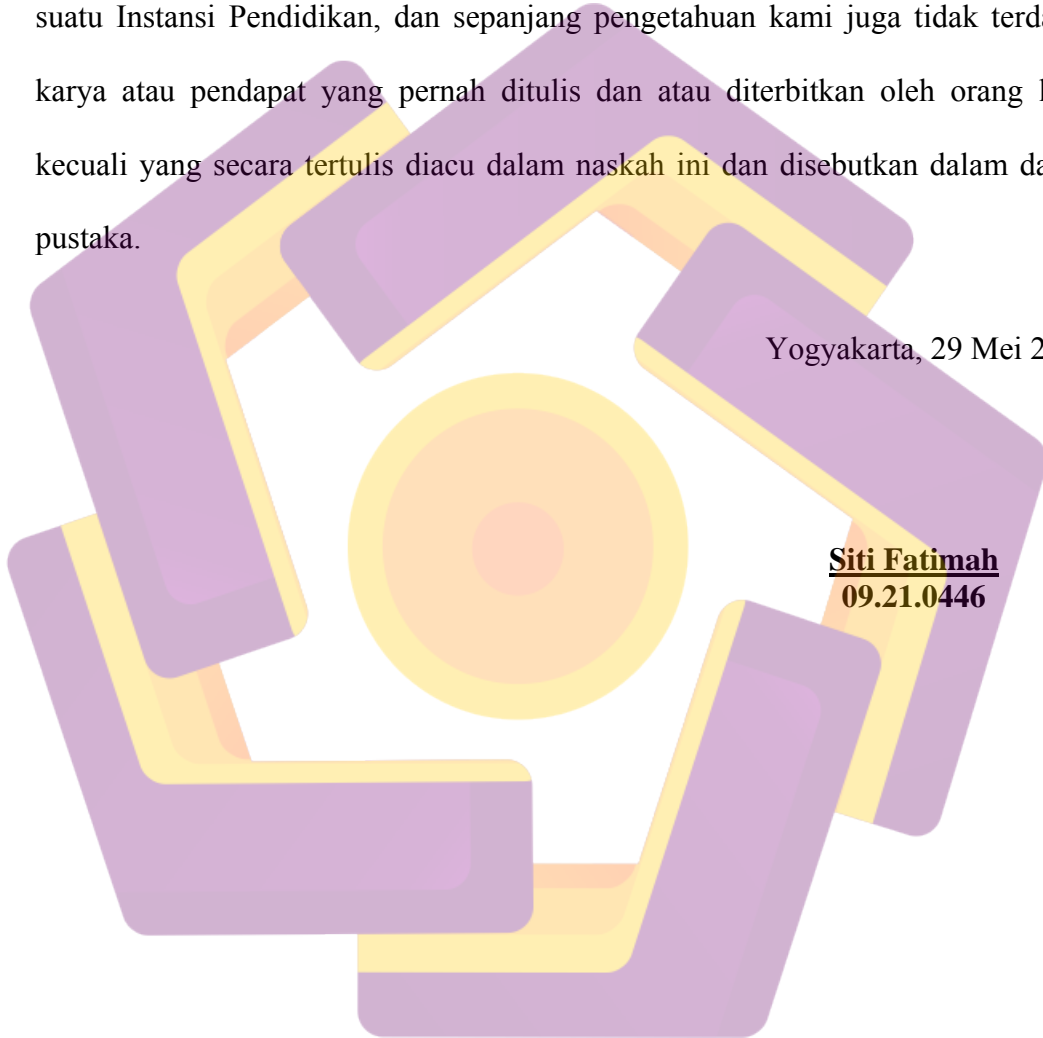 suatu Instansi Pendidikan, dan sepanjang pengetahuan kami juga tidak terda
karya atau pendapat yang pernah ditulis dan atau diterbitkan oleh orang
kecuali yang secara tertulis diacu dalam naskah ini dan disebutkan dalam da
pustaka.
Yogyakarta, 29 Mei 2
Siti Fatimah
09.21.0446